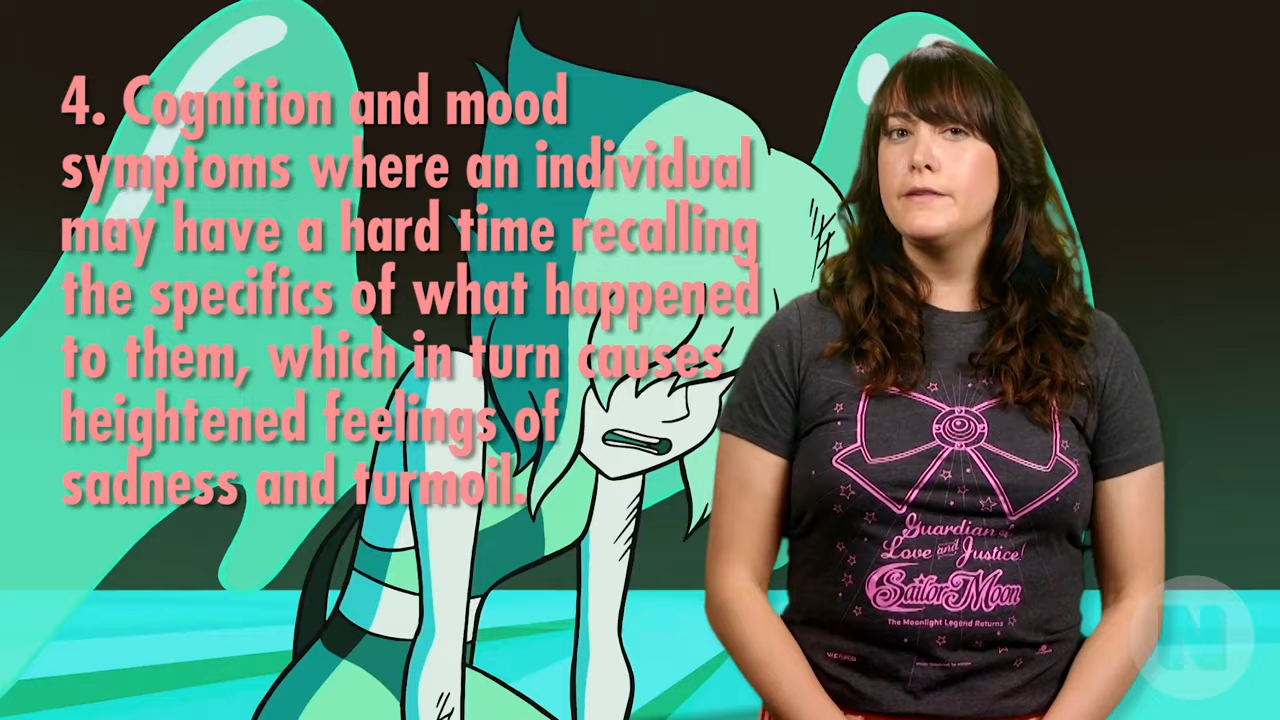 4. Cognition and mood
symptoms where an individual
may have a hard time recalling
the specifics of what happened
to them, which in turn causes
heightened feelings of
sadness and turmoil.
Guardian of
Love and Justice!
Sailor Moon
The Moonlight Legend Returns
N